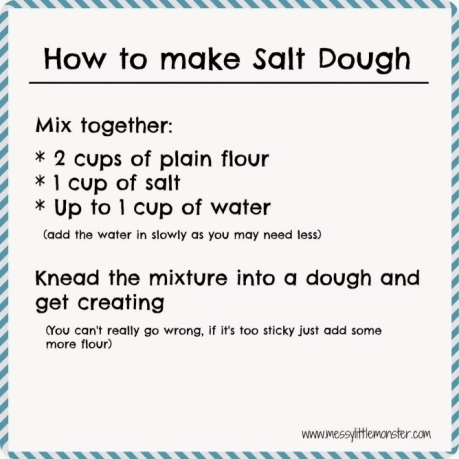 How to make Salt Dough
Mix together:
* 2 cups of plain flour
* 1 cup of salt
* Up to 1 cup of water
(add the water in slowly as you may need less)
Knead the mixture into a dough and
get creating
(You can't really go wrong, if it's too sticky just add some
more flour)
www.messylittlemonster.com